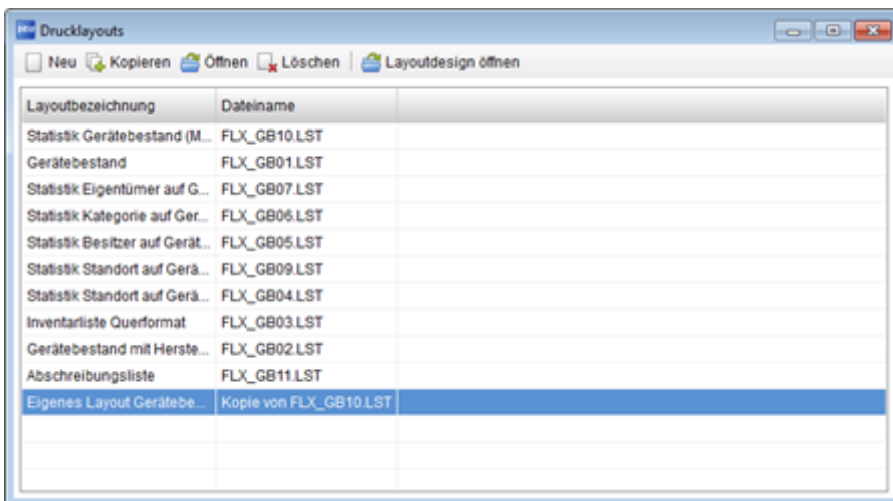 Drucklayouts
Neu Kopieren Öffnen Löschen Layoutdesign öffnen
Layoutbezeichnung Dateiname
Statistik Gerätebestand (M... FLX_GB10.LST
Gerätebestand FLX_GB01.LST
Statistik Eigentümer auf G... FLX_GB07.LST
Statistik Kategorie auf Ger... FLX_GB06.LST
Statistik Besitzer auf Gerät... FLX_GB05.LST
Statistik Standort auf Gerä... FLX_GB09.LST
Statistik Standort auf Gerä... FLX_GB04.LST
Inventarliste Querformat FLX_GB03.LST
Gerätebestand mit Herste... FLX_GB02.LST
Abschreibungsliste FLX_GB11.LST
Eigenes Layout Gerätebe... Kopie von FLX_GB10.LST